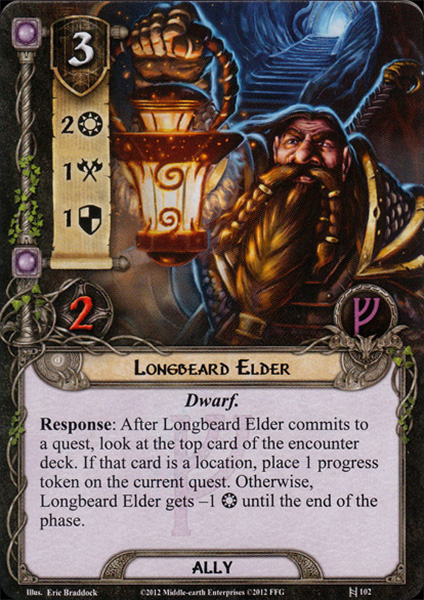 3
2
1
1
2
LONGBEARD ELDER
Dwarf.
Response: After Longbeard Elder commits to
a quest, look at the top card of the encounter
deck. If that card is a location, place 1 progress
token on the current quest. Otherwise,
Longbeard Elder gets –1 until the end of the
phase.
ALLY
Illus. Eric Braddock
©2012 Middle-earth Enterprises ©2012 FFG
102